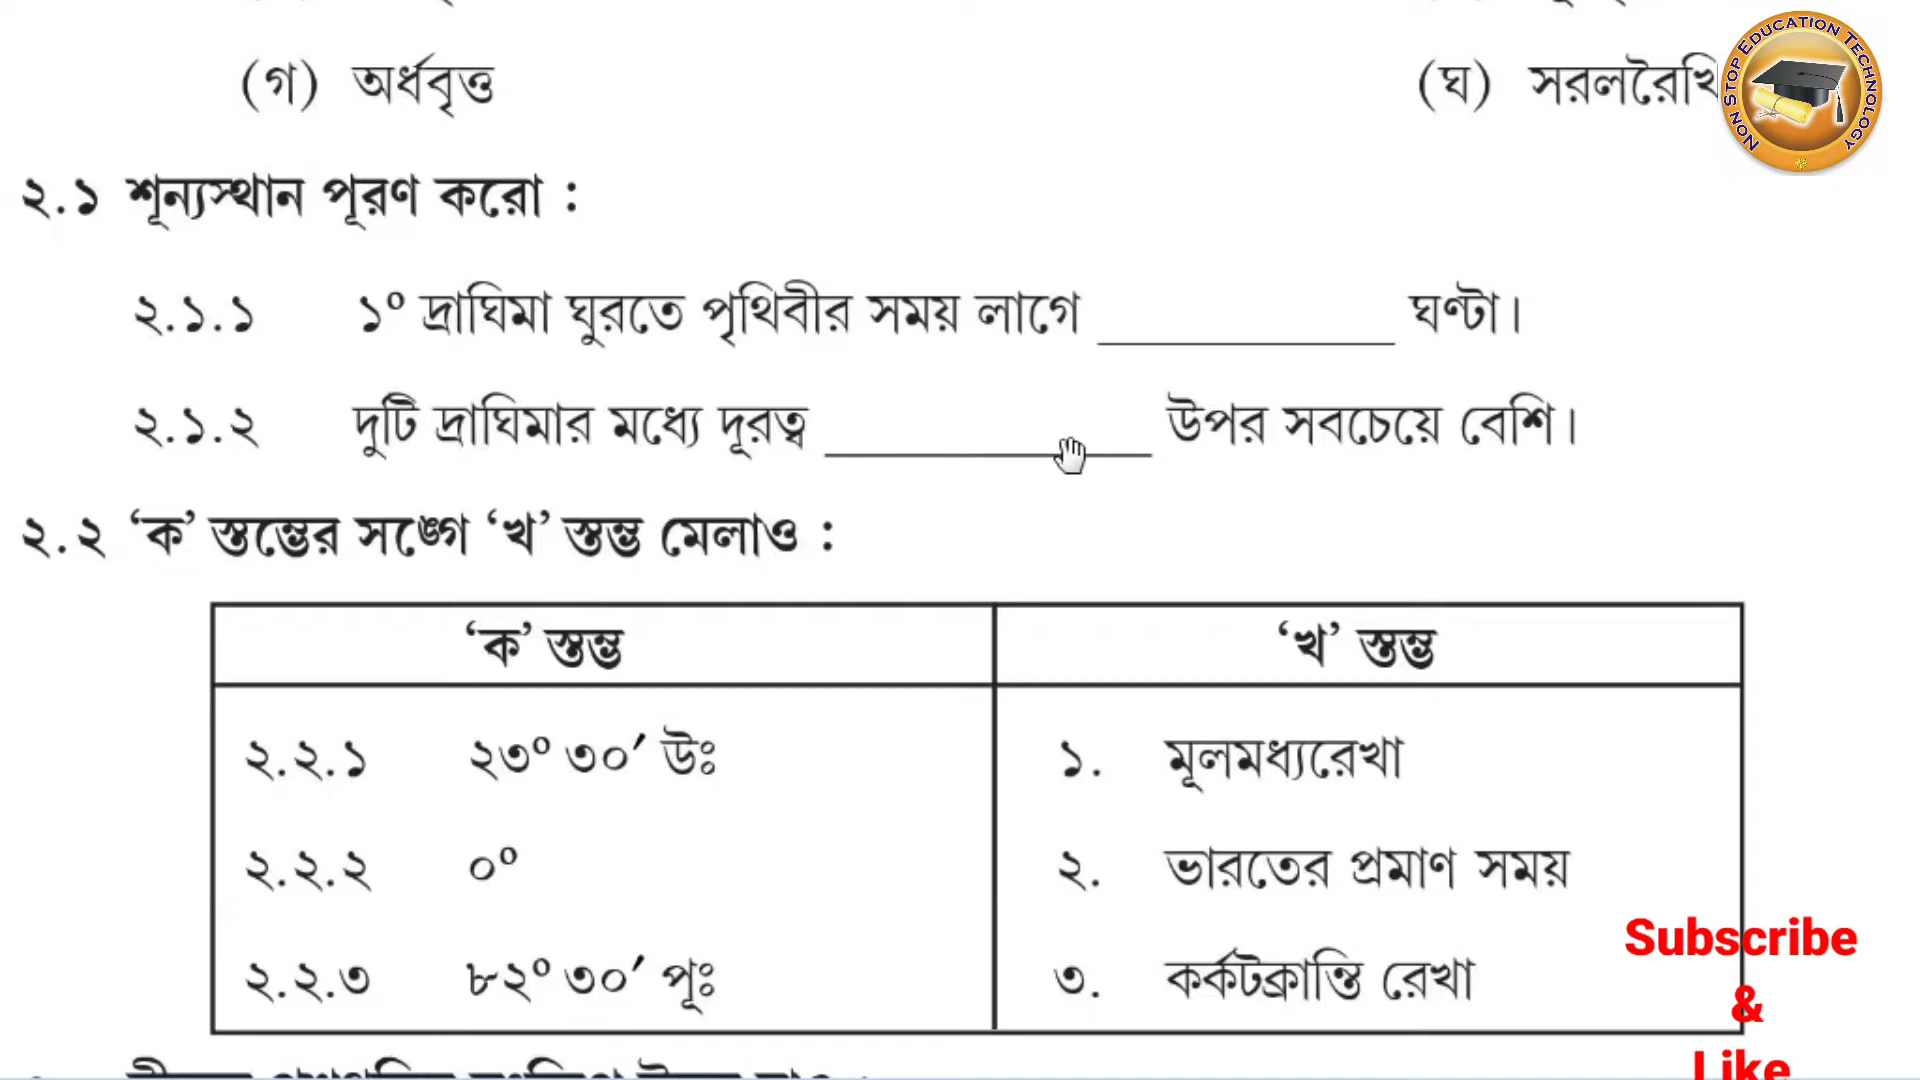 (গ) অর্ধবৃত্ত
(ঘ) সরলরৈখি
NON STOP EDUCATION TECHNOLOGY
২.১ শূন্যস্থান পূরণ করো :
২.১.১ ১° দ্রাঘিমা ঘুরতে পৃথিবীর সময় লাগে ____________ ঘণ্টা।
২.১.২ দুটি দ্রাঘিমার মধ্যে দূরত্ব ____________ উপর সবচেয়ে বেশি।
২.২ ‘ক’ স্তম্ভের সঙ্গে ‘খ’ স্তম্ভ মেলাও :
‘ক’ স্তম্ভ ‘খ’ স্তম্ভ
২.২.১ ২৩° ৩০′ উঃ ১. মূলমধ্যরেখা
২.২.২ ০° ২. ভারতের প্রমাণ সময়
২.২.৩ ৮২° ৩০′ পূঃ ৩. কর্কটক্রান্তি রেখা
Subscribe
&
Like